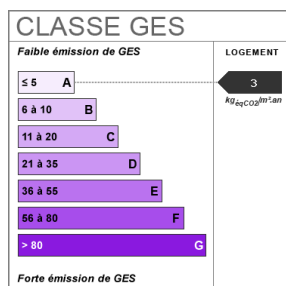 CLASSE GES
Faible émission de GES
LOGEMENT
≤ 5 A
3
kgéqCO2/m².an
6 à 10 B
11 à 20 C
21 à 35 D
36 à 55 E
56 à 80 F
> 80 G
Forte émission de GES